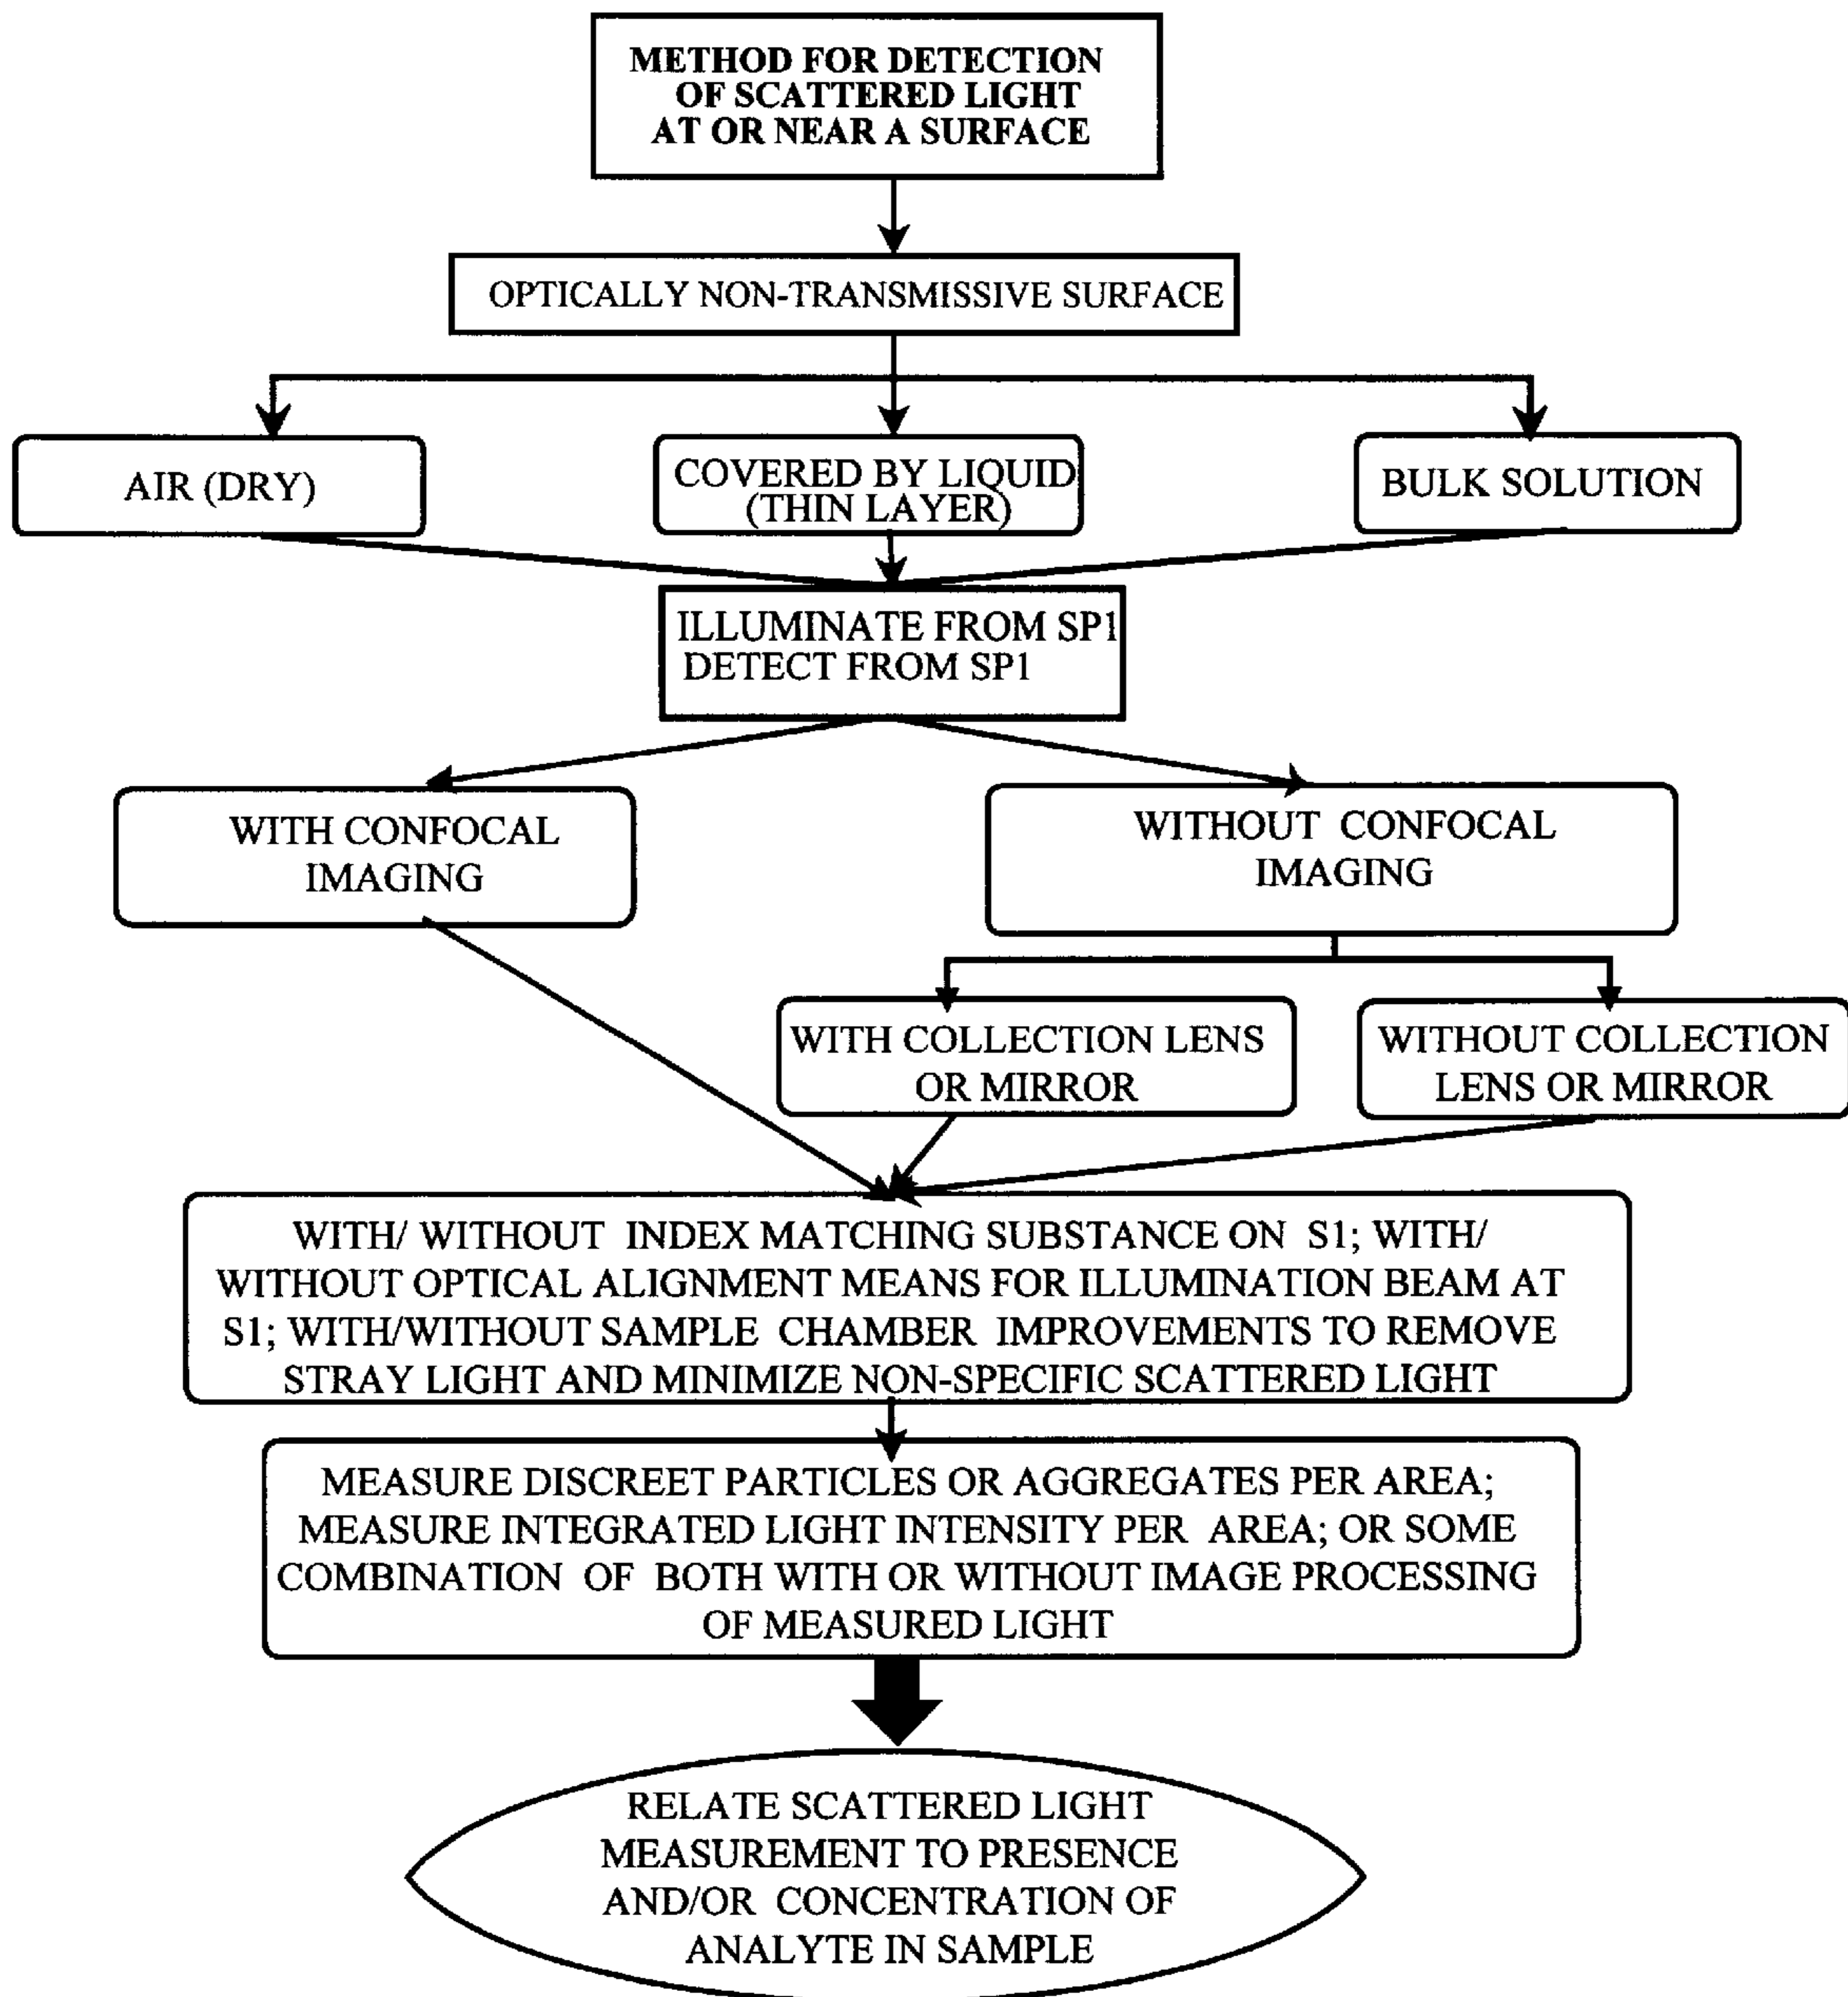 METHOD FOR DETECTION
OF SCATTERED LIGHT
AT OR NEAR A SURFACE
OPTICALLY NON-TRANSMISSIVE SURFACE
AIR (DRY)
COVERED BY LIQUID
(THIN LAYER)
BULK SOLUTION
ILLUMINATE FROM SP1
DETECT FROM SP1
WITH CONFOCAL
IMAGING
WITHOUT CONFOCAL
IMAGING
WITH COLLECTION LENS
OR MIRROR
WITHOUT COLLECTION
LENS OR MIRROR
WITH/ WITHOUT INDEX MATCHING SUBSTANCE ON S1; WITH/
WITHOUT OPTICAL ALIGNMENT MEANS FOR ILLUMINATION BEAM AT
S1; WITH/WITHOUT SAMPLE CHAMBER IMPROVEMENTS TO REMOVE
STRAY LIGHT AND MINIMIZE NON-SPECIFIC SCATTERED LIGHT
MEASURE DISCREET PARTICLES OR AGGREGATES PER AREA;
MEASURE INTEGRATED LIGHT INTENSITY PER AREA; OR SOME
COMBINATION OF BOTH WITH OR WITHOUT IMAGE PROCESSING
OF MEASURED LIGHT
RELATE SCATTERED LIGHT
MEASUREMENT TO PRESENCE
AND/OR CONCENTRATION OF
ANALYTE IN SAMPLE